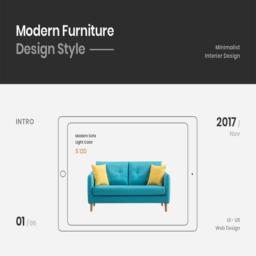 Modern Furniture
Design Style
Minimalist
Interior Design
INTRO
2017 /
Nov
Modern Sofa
Light Color
$ 120
01 / 06
UI - UX
Web Design